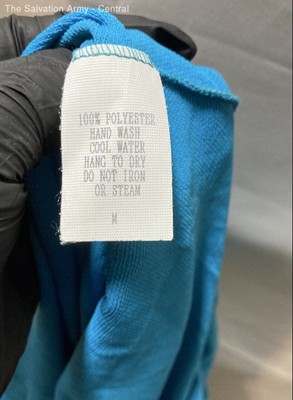 The Salvation Army - Central
100% POLYESTER
HAND WASH
COOL WATER
HANG TO DRY
DO NOT IRON
OR STEAM
M